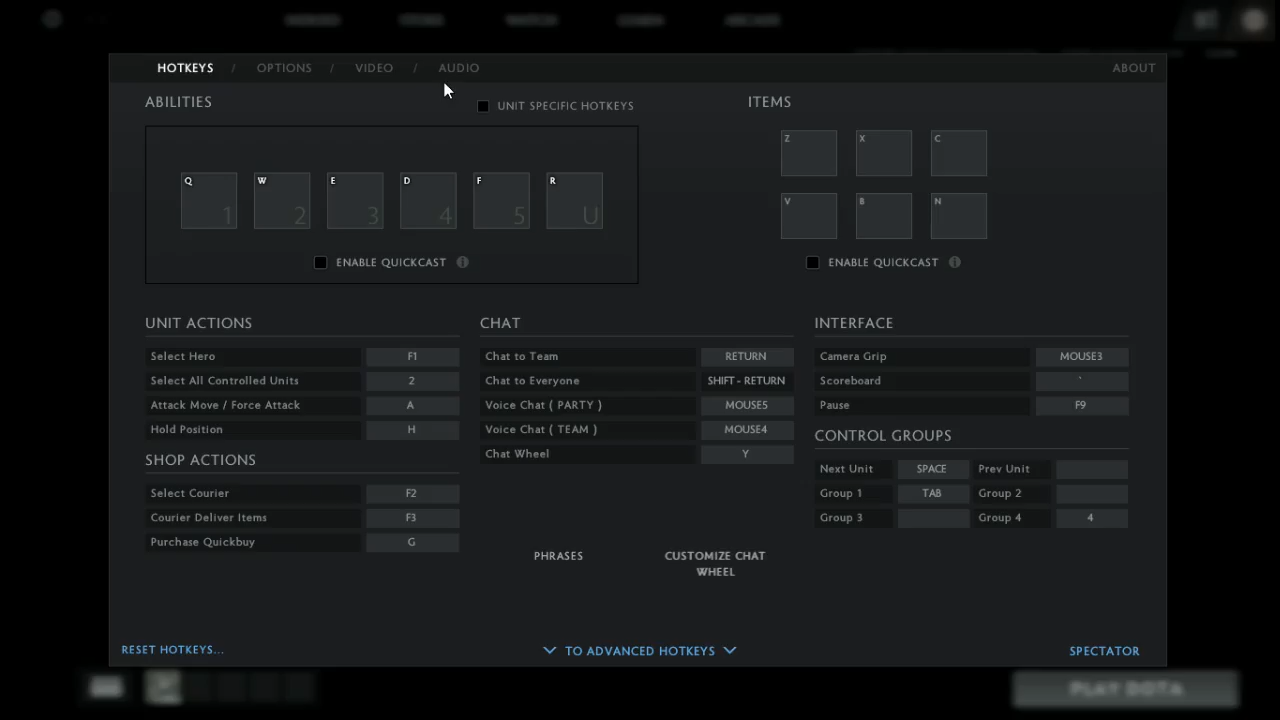 HOTKEYS / OPTIONS / VIDEO / AUDIO ABOUT
ABILITIES
UNIT SPECIFIC HOTKEYS
Q 1
W 2
E 3
D 4
F 5
R U
ENABLE QUICKCAST
ITEMS
Z X C
V B N
ENABLE QUICKCAST
UNIT ACTIONS
Select Hero F1
Select All Controlled Units 2
Attack Move / Force Attack A
Hold Position H
SHOP ACTIONS
Select Courier F2
Courier Deliver Items F3
Purchase Quickbuy G
CHAT
Chat to Team RETURN
Chat to Everyone SHIFT - RETURN
Voice Chat ( PARTY ) MOUSE5
Voice Chat ( TEAM ) MOUSE4
Chat Wheel Y
PHRASES
CUSTOMIZE CHAT
WHEEL
INTERFACE
Camera Grip MOUSE3
Scoreboard `
Pause F9
CONTROL GROUPS
Next Unit SPACE Prev Unit
Group 1 TAB Group 2
Group 3 Group 4 4
RESET HOTKEYS...
TO ADVANCED HOTKEYS
SPECTATOR
PLAY DOTA